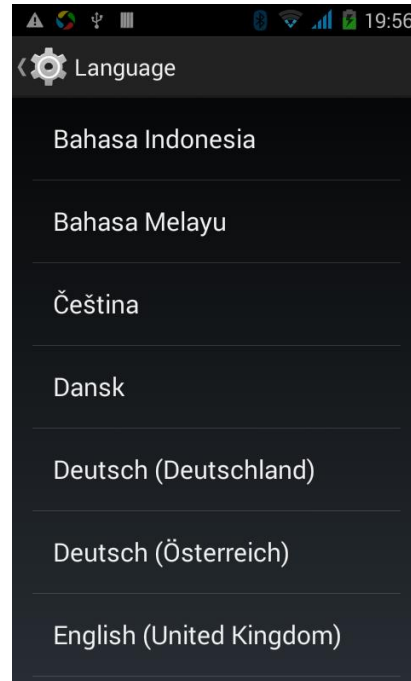 19:56
Language
Bahasa Indonesia
Bahasa Melayu
Čeština
Dansk
Deutsch (Deutschland)
Deutsch (Österreich)
English (United Kingdom)